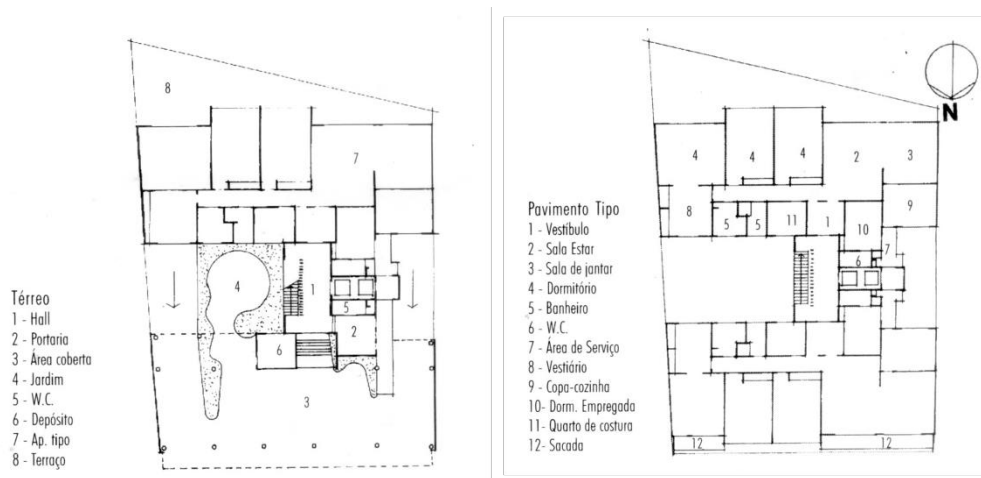 8
7
4
1
5
2
6
3
Térreo
1 - Hall
2 - Portaria
3 - Área coberta
4 - Jardim
5 - W.C.
6 - Depósito
7 - Ap. tipo
8 - Terraço
N
4
4
4
2
3
8
5
5
11
1
10
9
7
6
12
12
Pavimento Tipo
1 - Vestíbulo
2 - Sala Estar
3 - Sala de jantar
4 - Dormitório
5 - Banheiro
6 - W.C.
7 - Área de Serviço
8 - Vestiário
9 - Copa-cozinha
10- Dorm. Empregada
11- Quarto de costura
12- Sacada